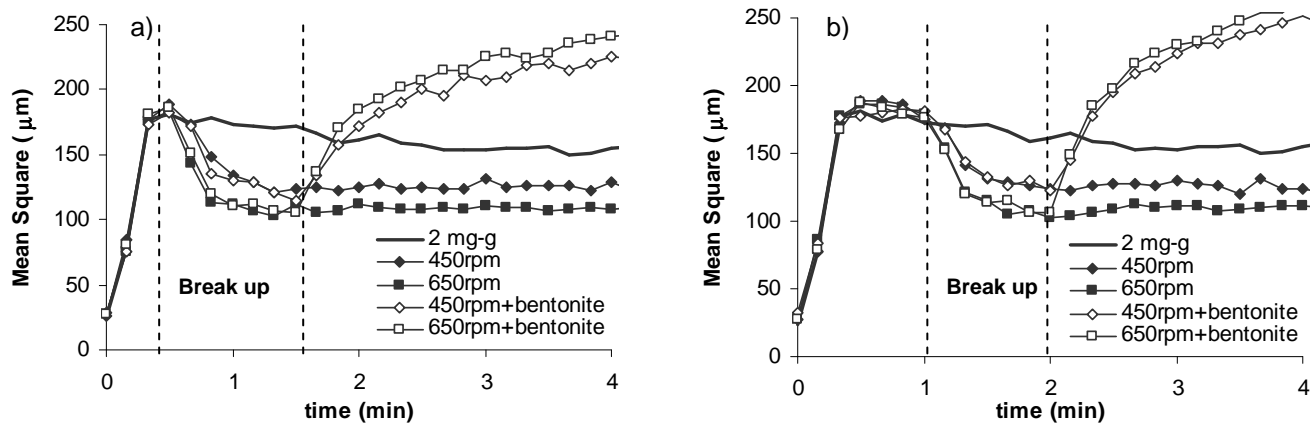 a)
Mean Square ( μm)
250
200
150
100
50
0
Break up
2 mg-g
450rpm
650rpm
450rpm+bentonite
650rpm+bentonite
0 1 2 3 4
time (min)
b)
Mean Square ( μm)
250
200
150
100
50
0
Break up
2 mg-g
450rpm
650rpm
450rpm+bentonite
650rpm+bentonite
0 1 2 3 4
time (min)